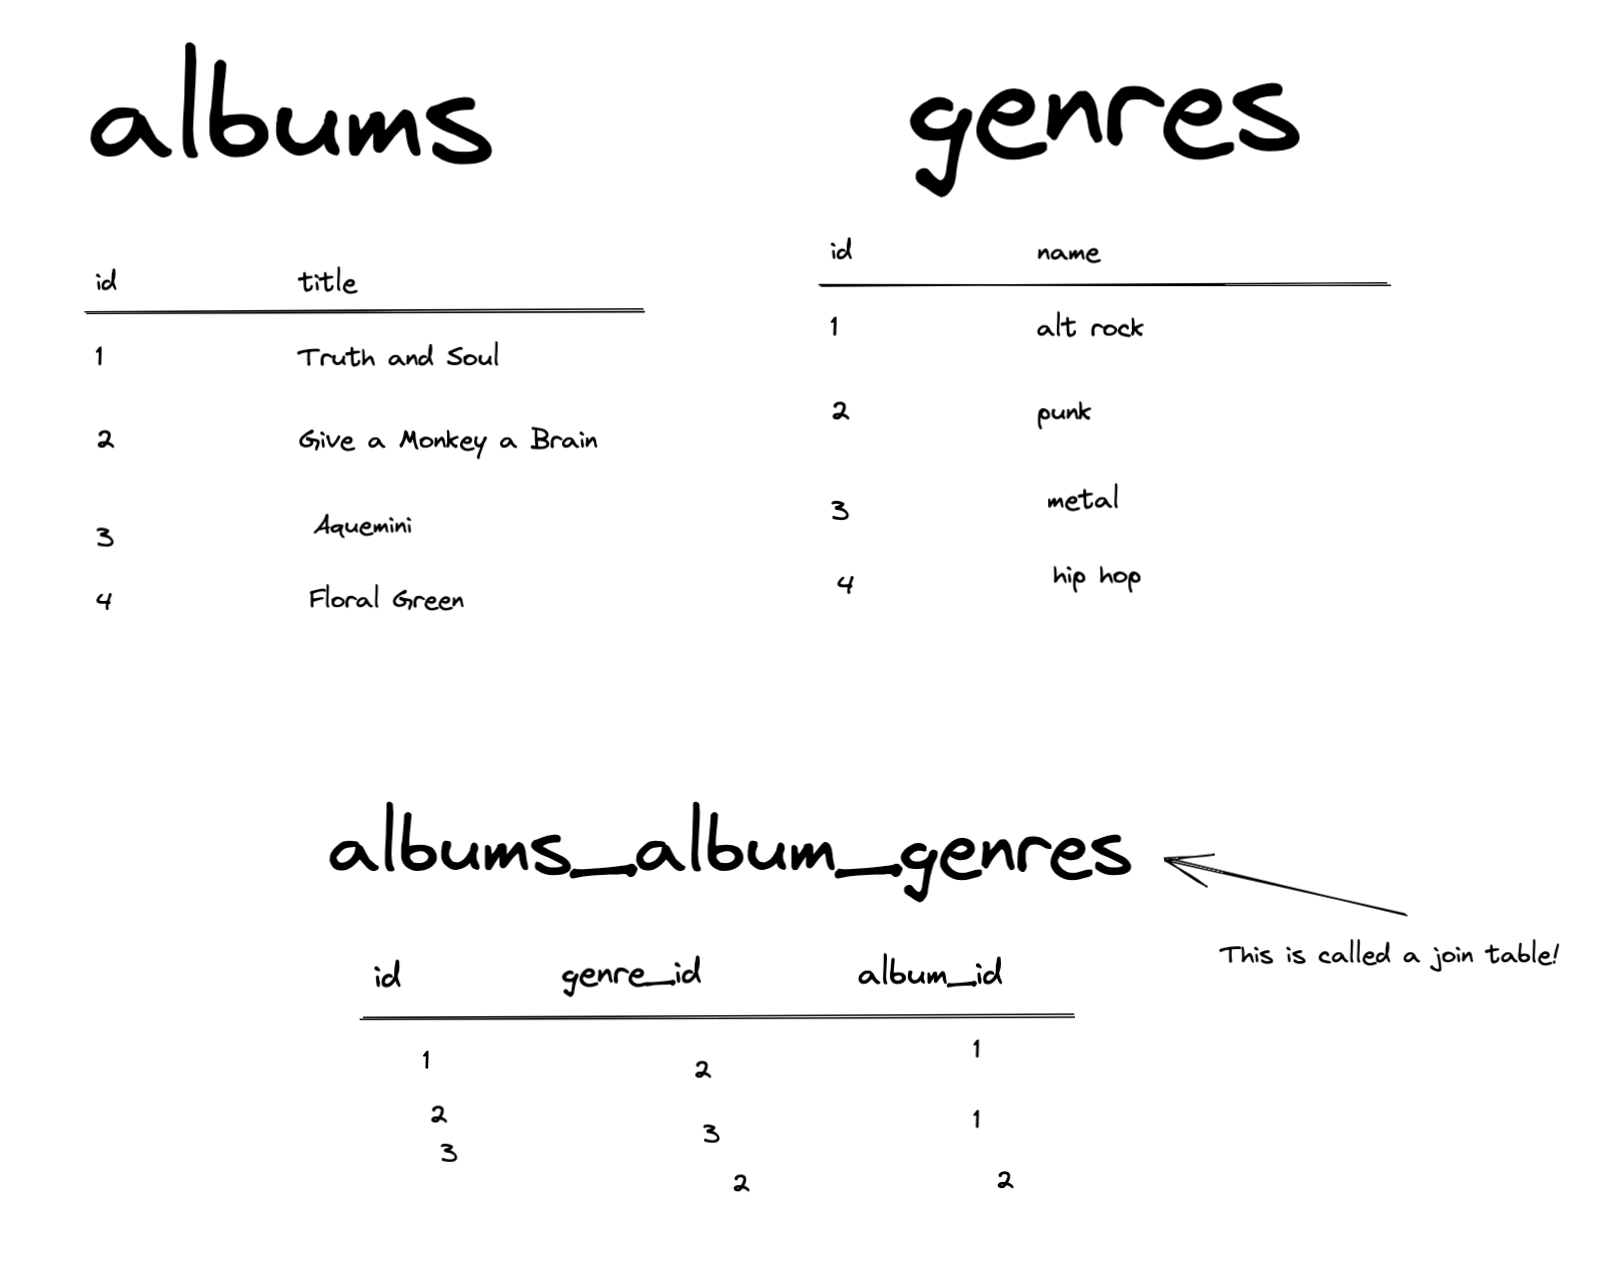 albums
id title
1 Truth and Soul
2 Give a Monkey a Brain
3 Aquemini
4 Floral Green
genres
id name
1 alt rock
2 punk
3 metal
4 hip hop
albums_album_genres
This is called a join table!
id genre_id album_id
1 2 1
2 3 1
3 2 2